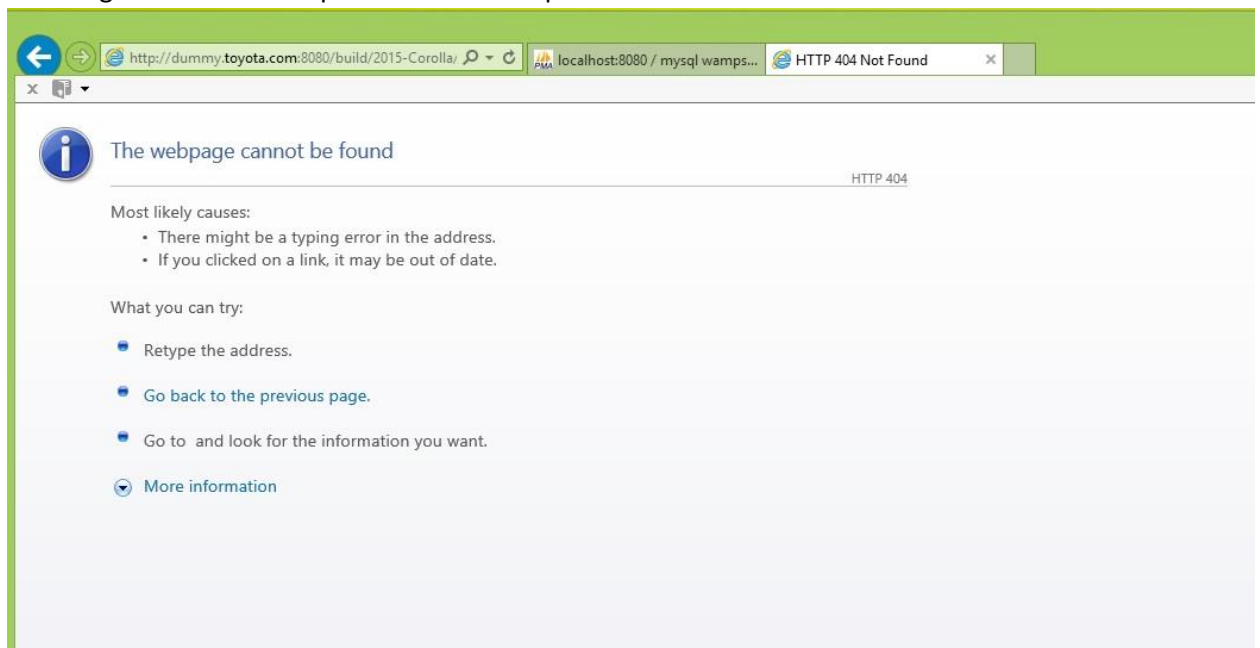 http://dummy.toyota.com:8080/build/2015-Corolla/
PMA localhost:8080 / mysql wamps...
HTTP 404 Not Found
The webpage cannot be found
HTTP 404
Most likely causes:
• There might be a typing error in the address.
• If you clicked on a link, it may be out of date.
What you can try:
Retype the address.
Go back to the previous page.
Go to and look for the information you want.
More information